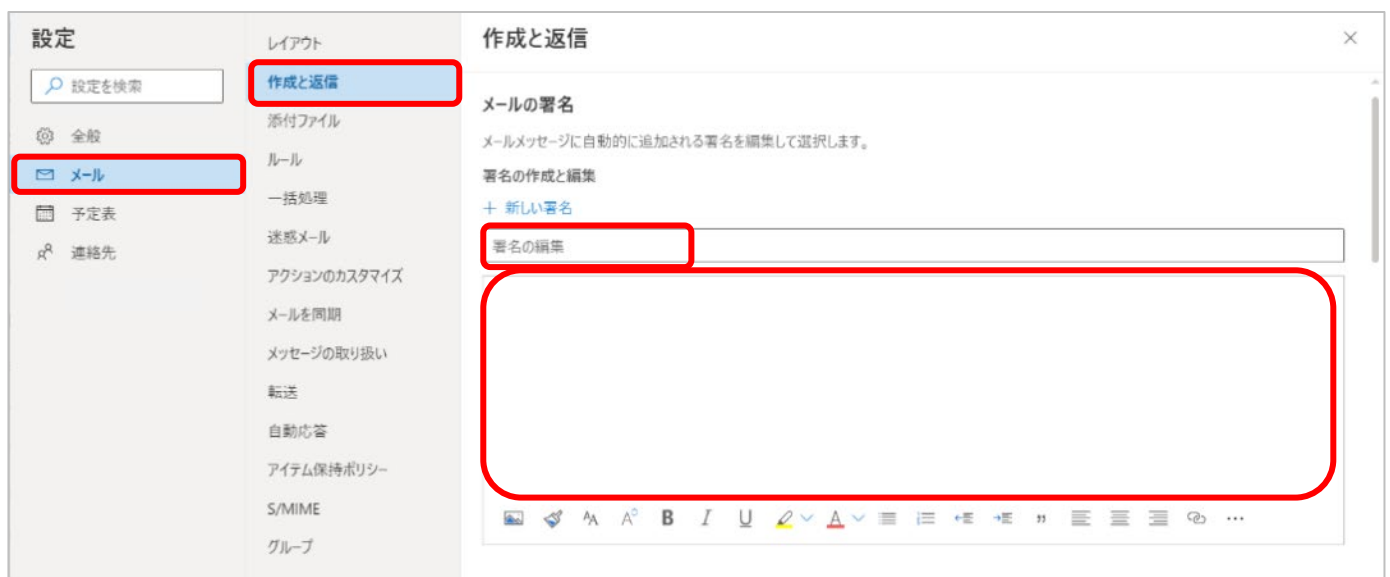 設定
設定を検索
全般
メール
予定表
連絡先
レイアウト
作成と返信
添付ファイル
ルール
一括処理
迷惑メール
アクションのカスタマイズ
メールを同期
メッセージの取り扱い
転送
自動応答
アイテム保持ポリシー
S/MIME
グループ
作成と返信
メールの署名
メールメッセージに自動的に追加される署名を編集して選択します。
署名の作成と編集
＋ 新しい署名
署名の編集
B I U A